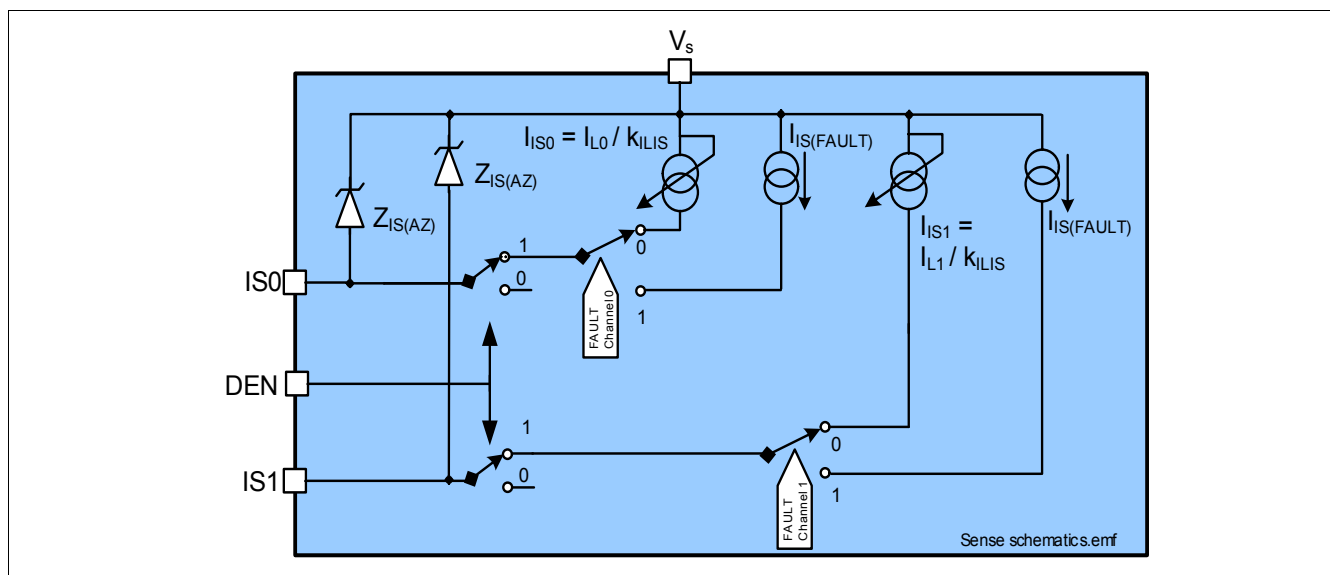 Vs
IIS0 = IL0 / kILIS
IIS(FAULT)
ZIS(AZ)
ZIS(AZ)
IIS1 =
IL1 / kILIS
IIS(FAULT)
1
0
0
1
IS0
FAULT
Channel 0
DEN
1
0
0
1
IS1
FAULT
Channel 1
Sense schematics.emf